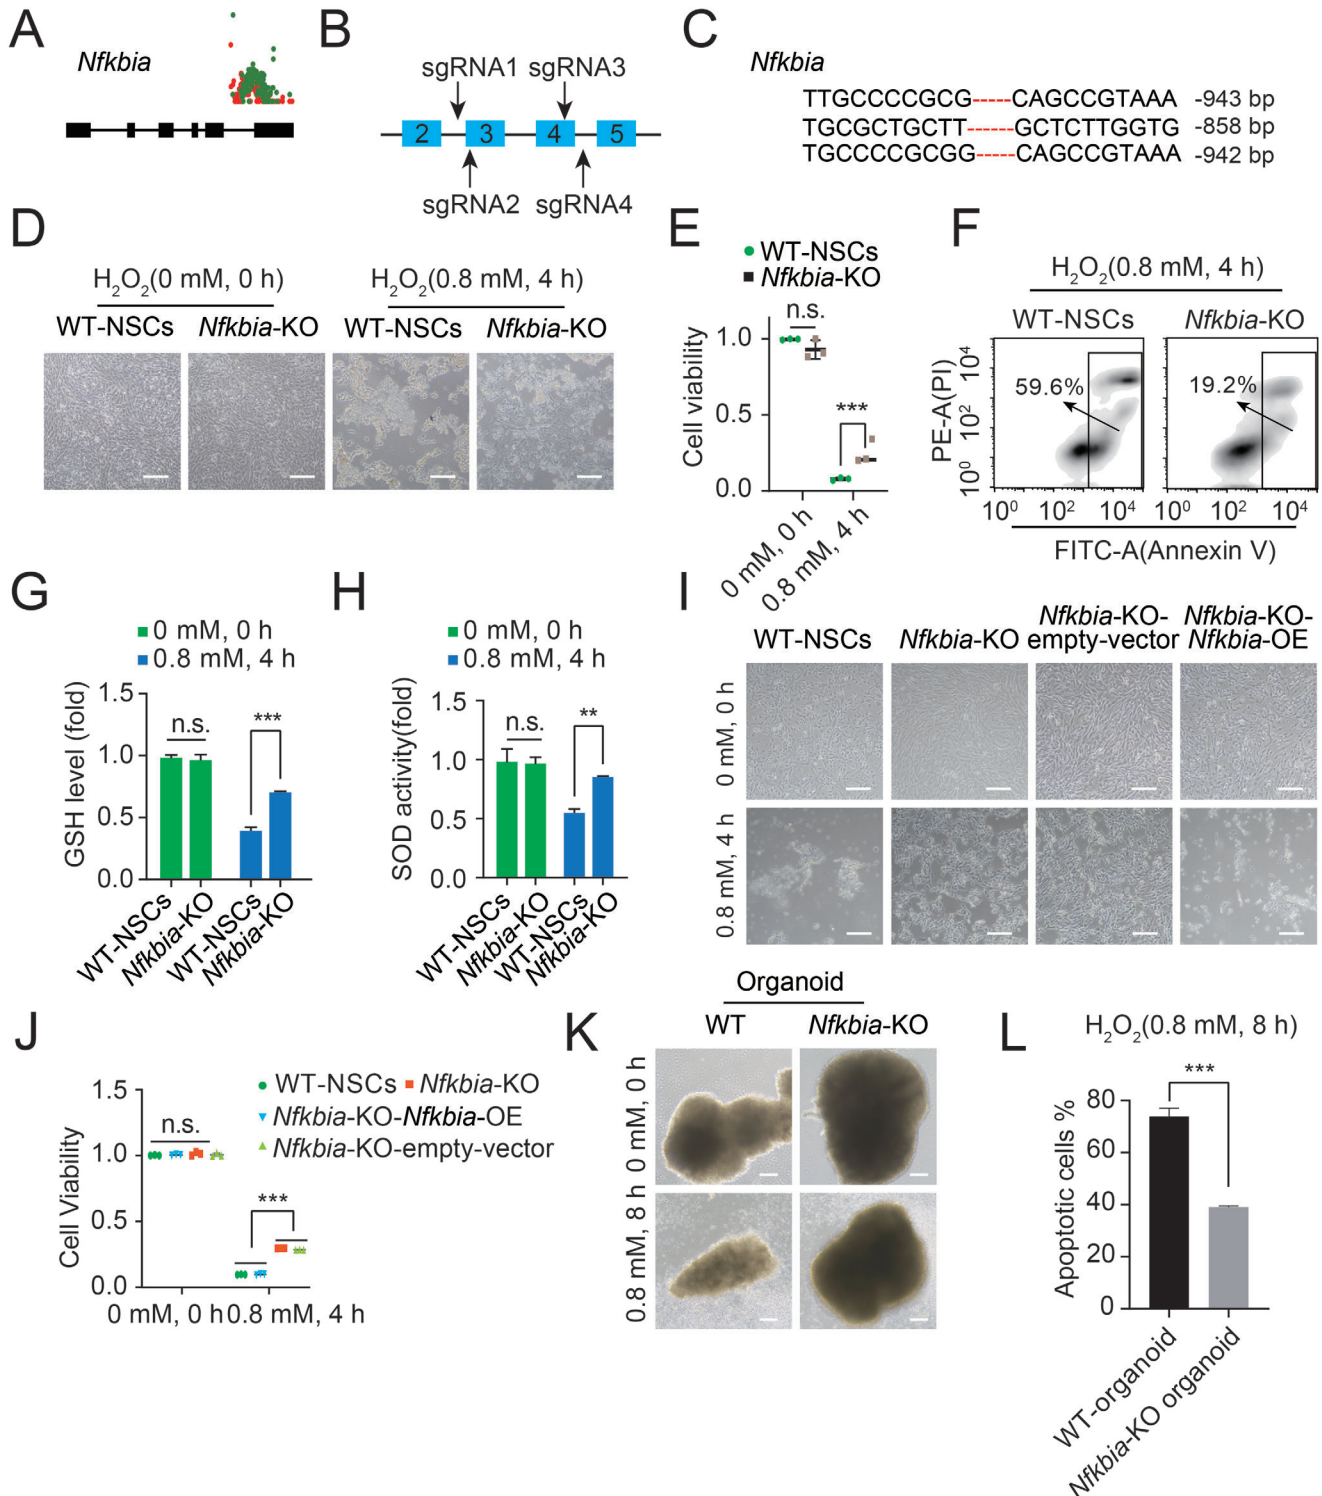 A
Nfkbia
B
sgRNA1 sgRNA3
2 3 4 5
sgRNA2 sgRNA4
C
Nfkbia
TTGCCCCGCG-----CAGCCGTAAA -943 bp
TGCGCTGCTT------GCTCTTGGTG -858 bp
TGCCCCGCGG-----CAGCCGTAAA -942 bp
D
H2O2(0 mM, 0 h) H2O2(0.8 mM, 4 h)
WT-NSCs Nfkbia-KO WT-NSCs Nfkbia-KO
E
WT-NSCs
Nfkbia-KO
n.s.
***
Cell viability
1.0
0.5
0.0
0 mM, 0 h
0.8 mM, 4 h
F
H2O2(0.8 mM, 4 h)
WT-NSCs Nfkbia-KO
59.6% 19.2%
PE-A(PI)
10^4
10^2
10^0
10^0 10^2 10^4 10^0 10^2 10^4
FITC-A(Annexin V)
G
0 mM, 0 h
0.8 mM, 4 h
GSH level (fold)
1.5
1.0
0.5
0.0
n.s.
***
WT-NSCs
Nfkbia-KO
WT-NSCs
Nfkbia-KO
H
0 mM, 0 h
0.8 mM, 4 h
SOD activity(fold)
1.5
1.0
0.5
0.0
n.s.
**
WT-NSCs
Nfkbia-KO
WT-NSCs
Nfkbia-KO
I
WT-NSCs
Nfkbia-KO
Nfkbia-KO-
empty-vector
Nfkbia-KO-
Nfkbia-OE
0 mM, 0 h
0.8 mM, 4 h
J
WT-NSCs Nfkbia-KO
Nfkbia-KO-Nfkbia-OE
Nfkbia-KO-empty-vector
Cell Viability
1.5
1.0
0.5
0.0
n.s.
***
0 mM, 0 h 0.8 mM, 4 h
K
Organoid
WT Nfkbia-KO
0 mM, 0 h
0.8 mM, 8 h
L
H2O2(0.8 mM, 8 h)
***
Apoptotic cells %
80
60
40
20
0
WT-organoid
Nfkbia-KO organoid